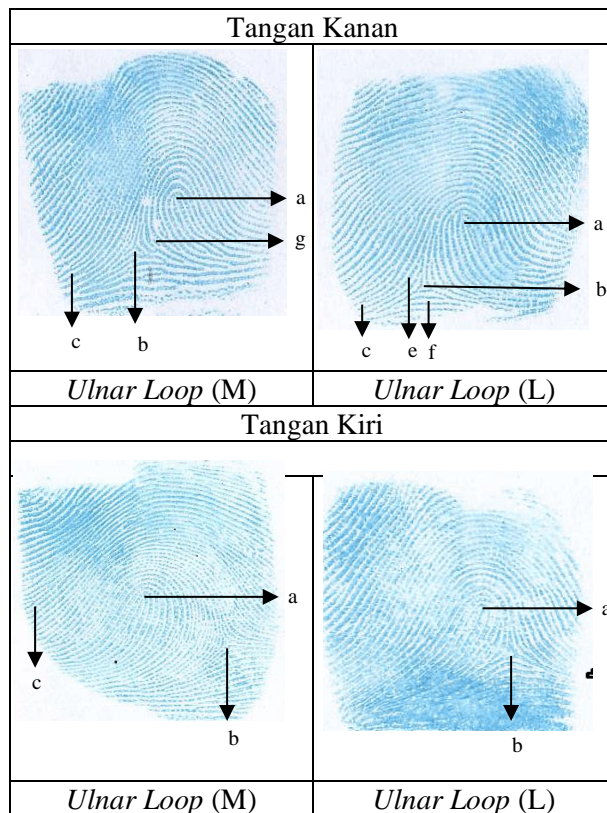 Tangan Kanan
a
g
c b
a
b
c e f
Ulnar Loop (M) Ulnar Loop (L)
Tangan Kiri
a
c
b
a
b
Ulnar Loop (M) Ulnar Loop (L)